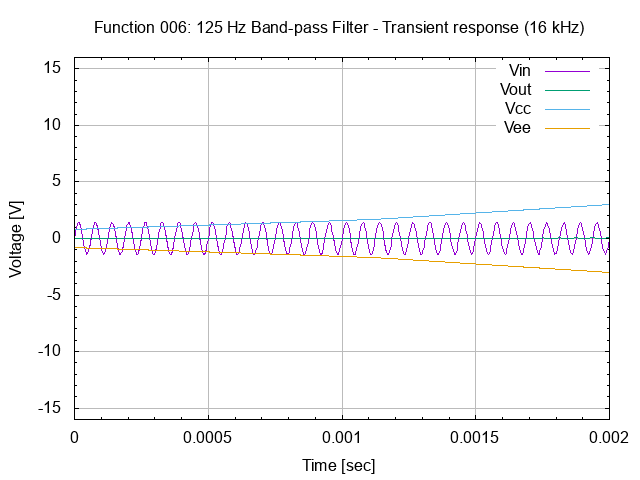 Function 006: 125 Hz Band-pass Filter - Transient response (16 kHz)
Vin
Vout
Vcc
Vee
15
10
5
0
-5
-10
-15
Voltage [V]
0
0.0005
0.001
0.0015
0.002
Time [sec]